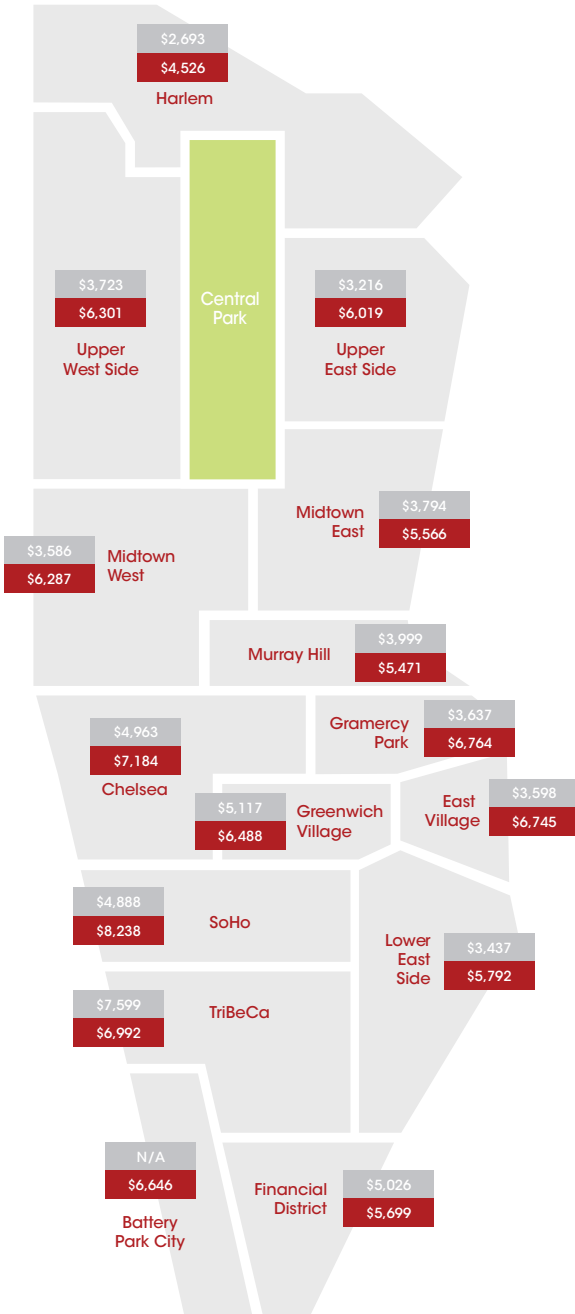 $2,693
$4,526
Harlem
$3,723
$6,301
Upper
West Side
Central
Park
$3,216
$6,019
Upper
East Side
Midtown
East
$3,794
$5,566
$3,586
$6,287
Midtown
West
Murray Hill
$3,999
$5,471
$4,963
$7,184
Chelsea
Gramercy
Park
$3,637
$6,764
$5,117
$6,488
Greenwich
Village
East
Village
$3,598
$6,745
$4,888
$8,238
SoHo
Lower
East
Side
$3,437
$5,792
$7,599
$6,992
TriBeCa
N/A
$6,646
Battery
Park City
Financial
District
$5,026
$5,699